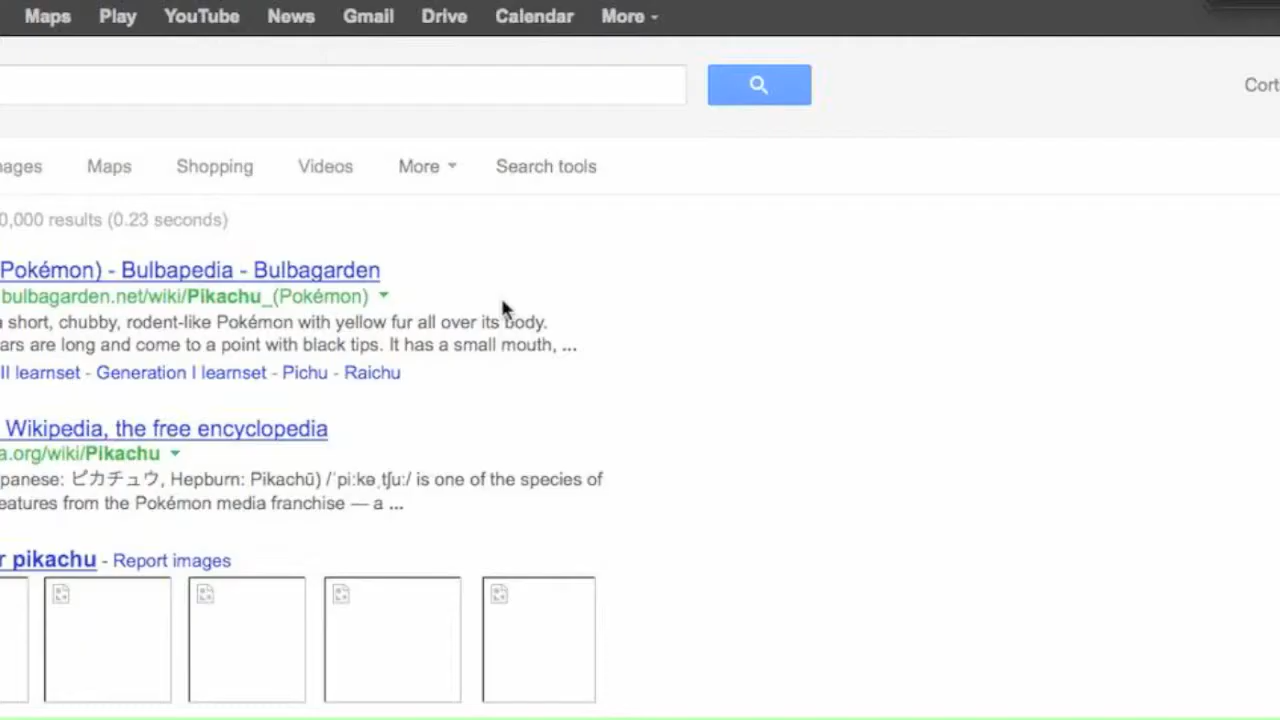 Maps Play YouTube News Gmail Drive Calendar More
Cort
ages Maps Shopping Videos More Search tools
0,000 results (0.23 seconds)
Pokémon) - Bulbapedia - Bulbagarden
bulbagarden.net/wiki/Pikachu_(Pokémon)
a short, chubby, rodent-like Pokémon with yellow fur all over its body.
ars are long and come to a point with black tips. It has a small mouth, ...
II learnset - Generation I learnset - Pichu - Raichu
Wikipedia, the free encyclopedia
a.org/wiki/Pikachu
panese: ピカチュウ, Hepburn: Pikachū) /ˈpiːkəˌtʃuː/ is one of the species of
eatures from the Pokémon media franchise — a ...
r pikachu - Report images